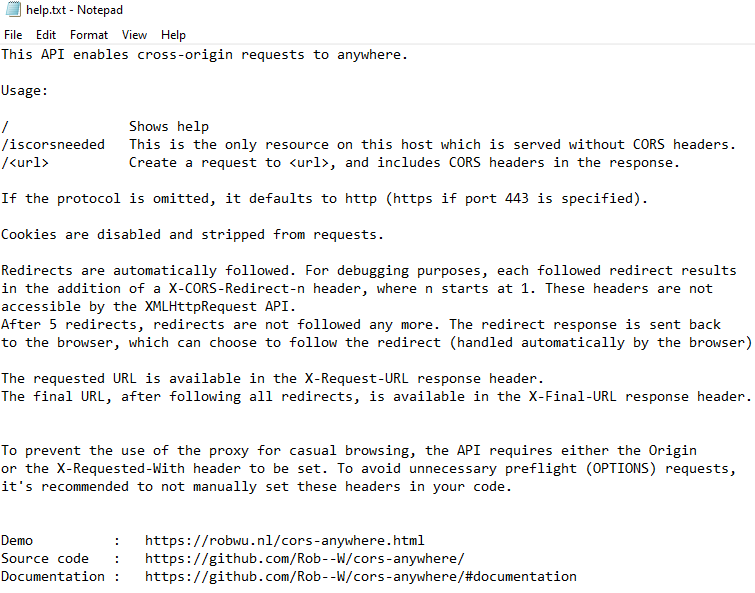 help.txt - Notepad
File Edit Format View Help
This API enables cross-origin requests to anywhere.
Usage:
/ Shows help
/iscorsneeded This is the only resource on this host which is served without CORS headers.
/<url> Create a request to <url>, and includes CORS headers in the response.
If the protocol is omitted, it defaults to http (https if port 443 is specified).
Cookies are disabled and stripped from requests.
Redirects are automatically followed. For debugging purposes, each followed redirect results
in the addition of a X-CORS-Redirect-n header, where n starts at 1. These headers are not
accessible by the XMLHttpRequest API.
After 5 redirects, redirects are not followed any more. The redirect response is sent back
to the browser, which can choose to follow the redirect (handled automatically by the browser)
The requested URL is available in the X-Request-URL response header.
The final URL, after following all redirects, is available in the X-Final-URL response header.
To prevent the use of the proxy for casual browsing, the API requires either the Origin
or the X-Requested-With header to be set. To avoid unnecessary preflight (OPTIONS) requests,
it's recommended to not manually set these headers in your code.
Demo : https://robwu.nl/cors-anywhere.html
Source code : https://github.com/Rob--W/cors-anywhere/
Documentation : https://github.com/Rob--W/cors-anywhere/#documentation